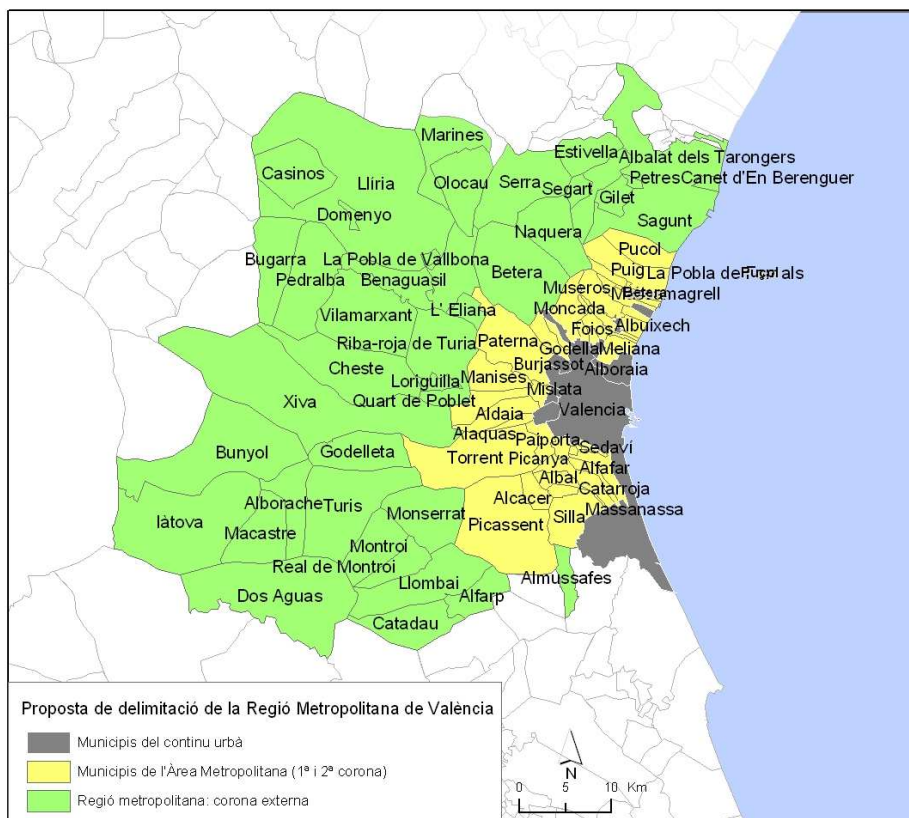 Marines
Estivella
Albalat dels Tarongers
Casinos
Llíria
Olocau
Serra
Segart
Petres
Canet d'En Berenguer
Gilet
Domenyo
Sagunt
Naquera
Pucol
Bugarra
La Pobla de Vallbona
Betera
Puig
Pedralba
Benaguasil
Museros
Moncada
L' Eliana
Vilamarxant
Foios
Albuixech
Riba-roja de Turia
Paterna
Godella
Meliana
Cheste
Burjassot
Alboraia
Loriguilla
Manises
Mislata
Xiva
Quart de Poblet
Aldaia
Valencia
Alaquas
Paiporta
Bunyol
Godelleta
Sedaví
Torrent
Picanya
Alfafar
Albal
Catarroja
Alborache
Turis
Monserrat
Alcacer
Massanassa
Iàtova
Macastre
Picassent
Silla
Montroi
Real de Montroi
Almussafes
Dos Aguas
Llombai
Alfarp
Catadau
Proposta de delimitació de la Regió Metropolitana de València
Municipis del continu urbà
Municipis de l'Àrea Metropolitana (1ª i 2ª corona)
Regió metropolitana: corona externa
N
0 5 10 Km